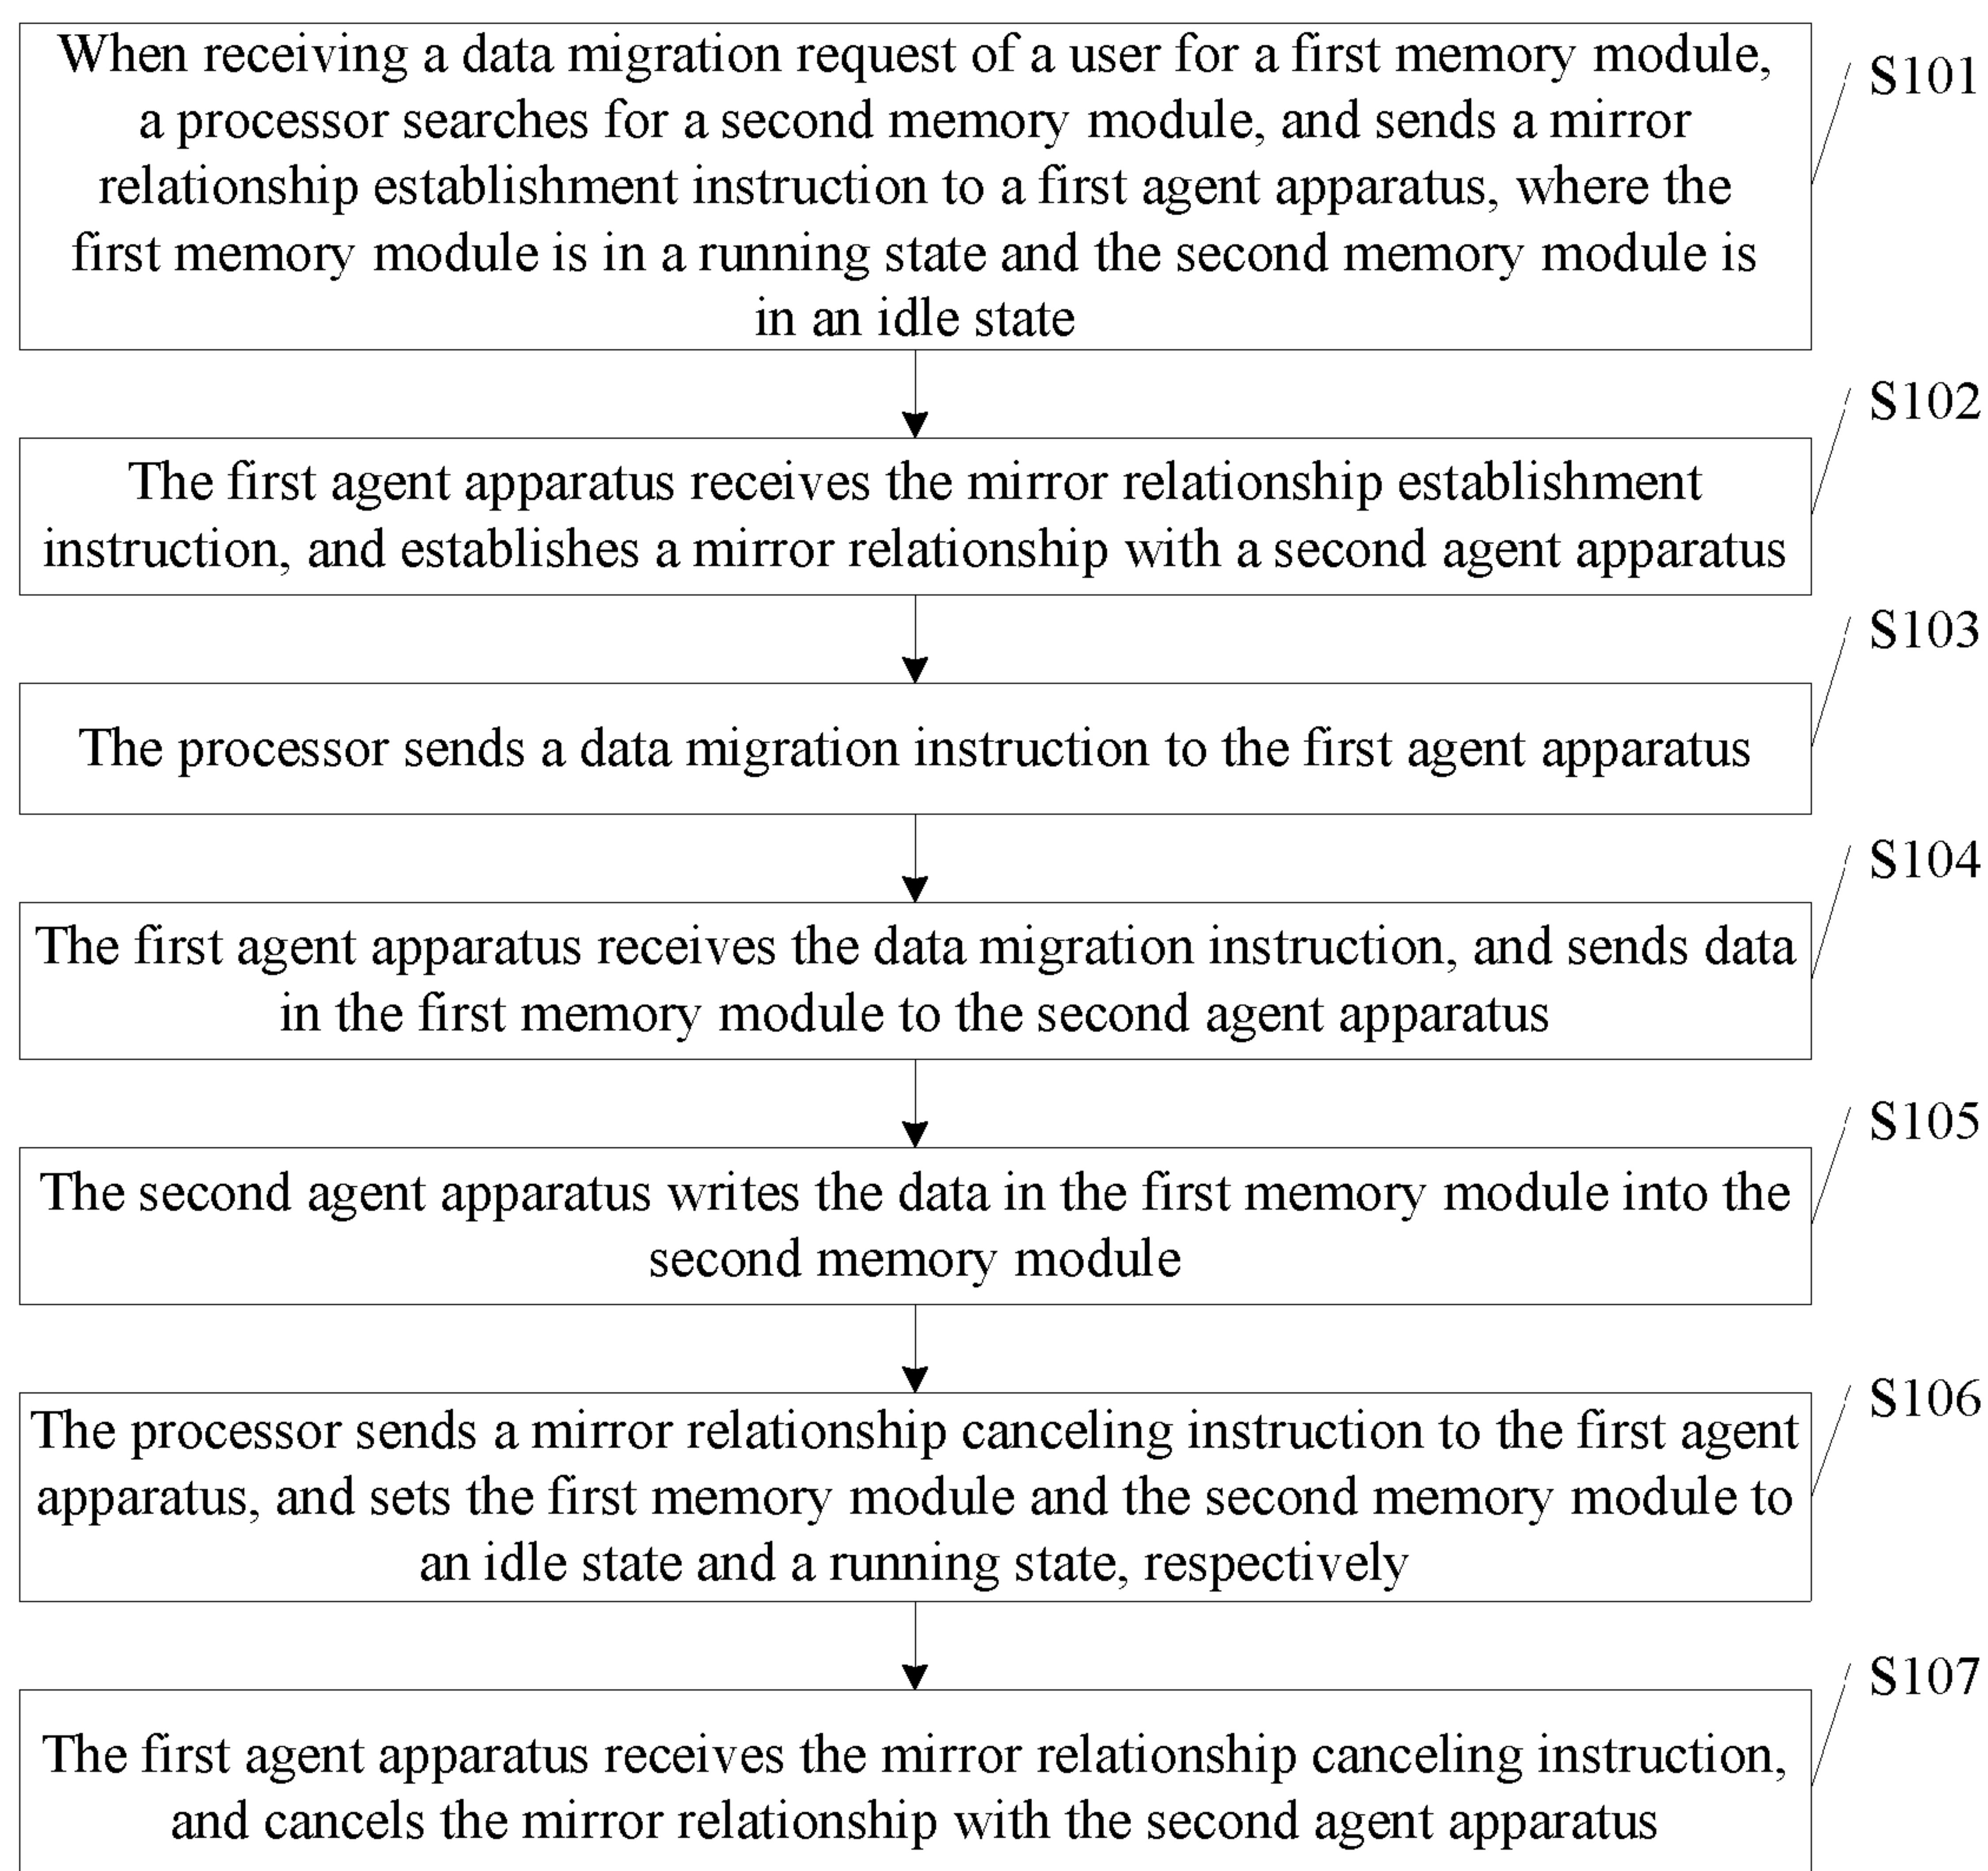 When receiving a data migration request of a user for a first memory module,
a processor searches for a second memory module, and sends a mirror
relationship establishment instruction to a first agent apparatus, where the
first memory module is in a running state and the second memory module is
in an idle state
S101
The first agent apparatus receives the mirror relationship establishment
instruction, and establishes a mirror relationship with a second agent apparatus
S102
The processor sends a data migration instruction to the first agent apparatus
S103
The first agent apparatus receives the data migration instruction, and sends data
in the first memory module to the second agent apparatus
S104
The second agent apparatus writes the data in the first memory module into the
second memory module
S105
The processor sends a mirror relationship canceling instruction to the first agent
apparatus, and sets the first memory module and the second memory module to
an idle state and a running state, respectively
S106
The first agent apparatus receives the mirror relationship canceling instruction,
and cancels the mirror relationship with the second agent apparatus
S107